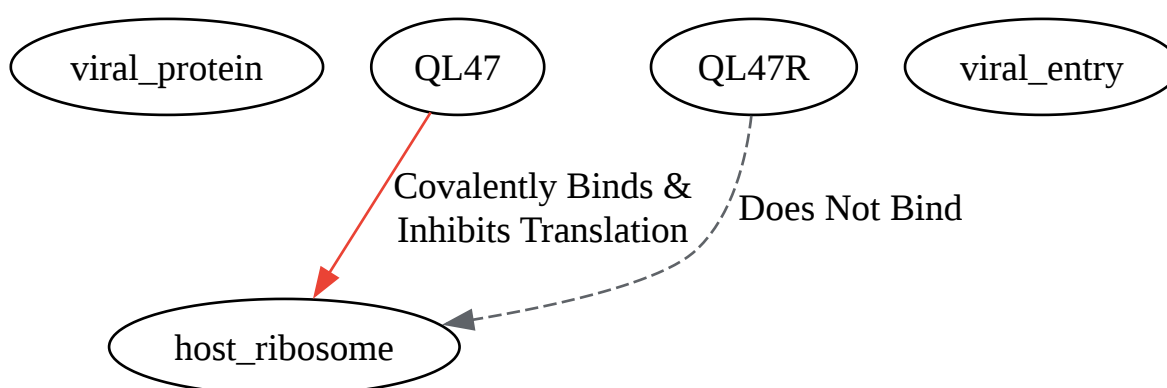 viral_protein
QL47
QL47R
viral_entry
Covalently Binds &
Inhibits Translation
Does Not Bind
host_ribosome